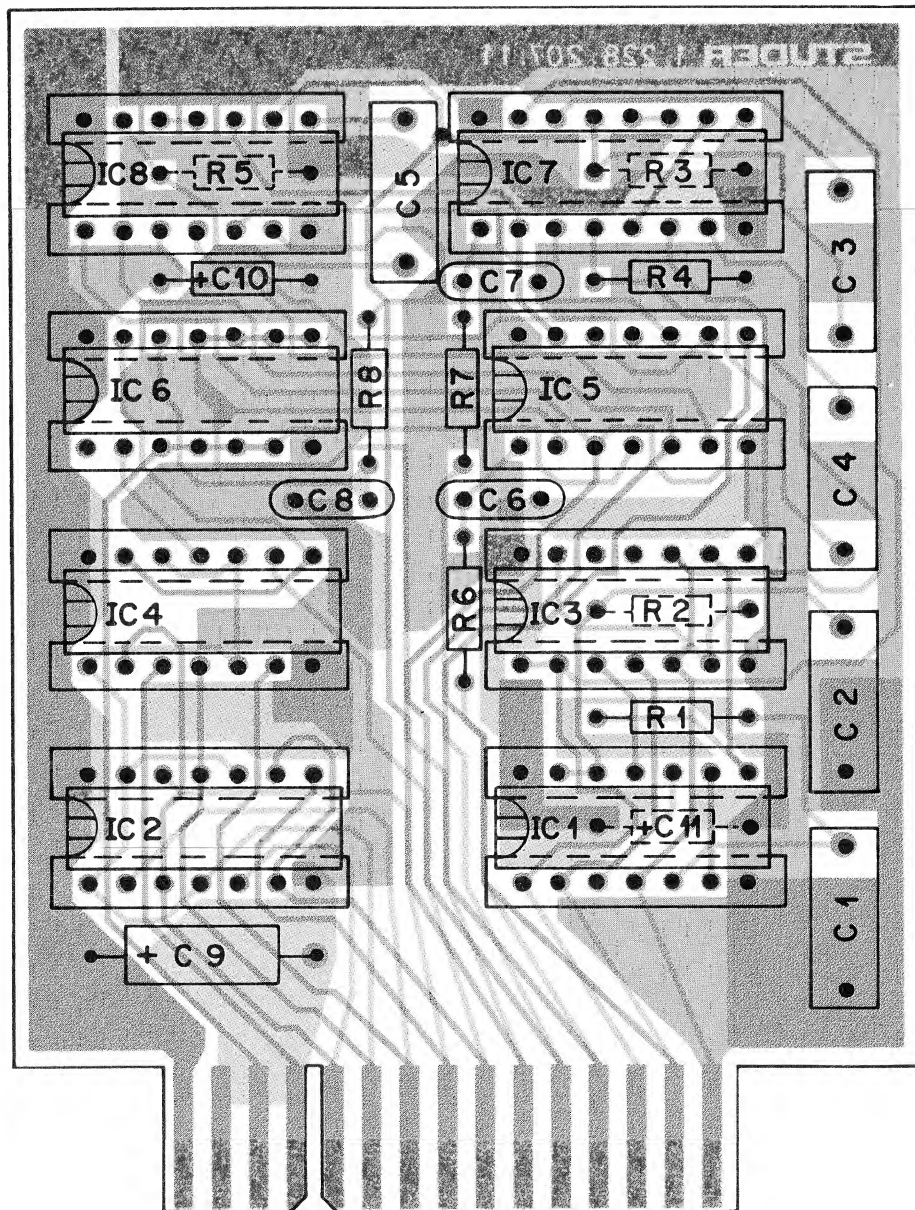 STUDER 1.228.207.11
IC8
R5
C5
IC7
R3
C3
+C10
C7
R4
IC6
R8
R7
IC5
C4
C8
C6
IC4
R6
IC3
R2
C2
R1
IC2
IC1
+C11
C1
+ C9